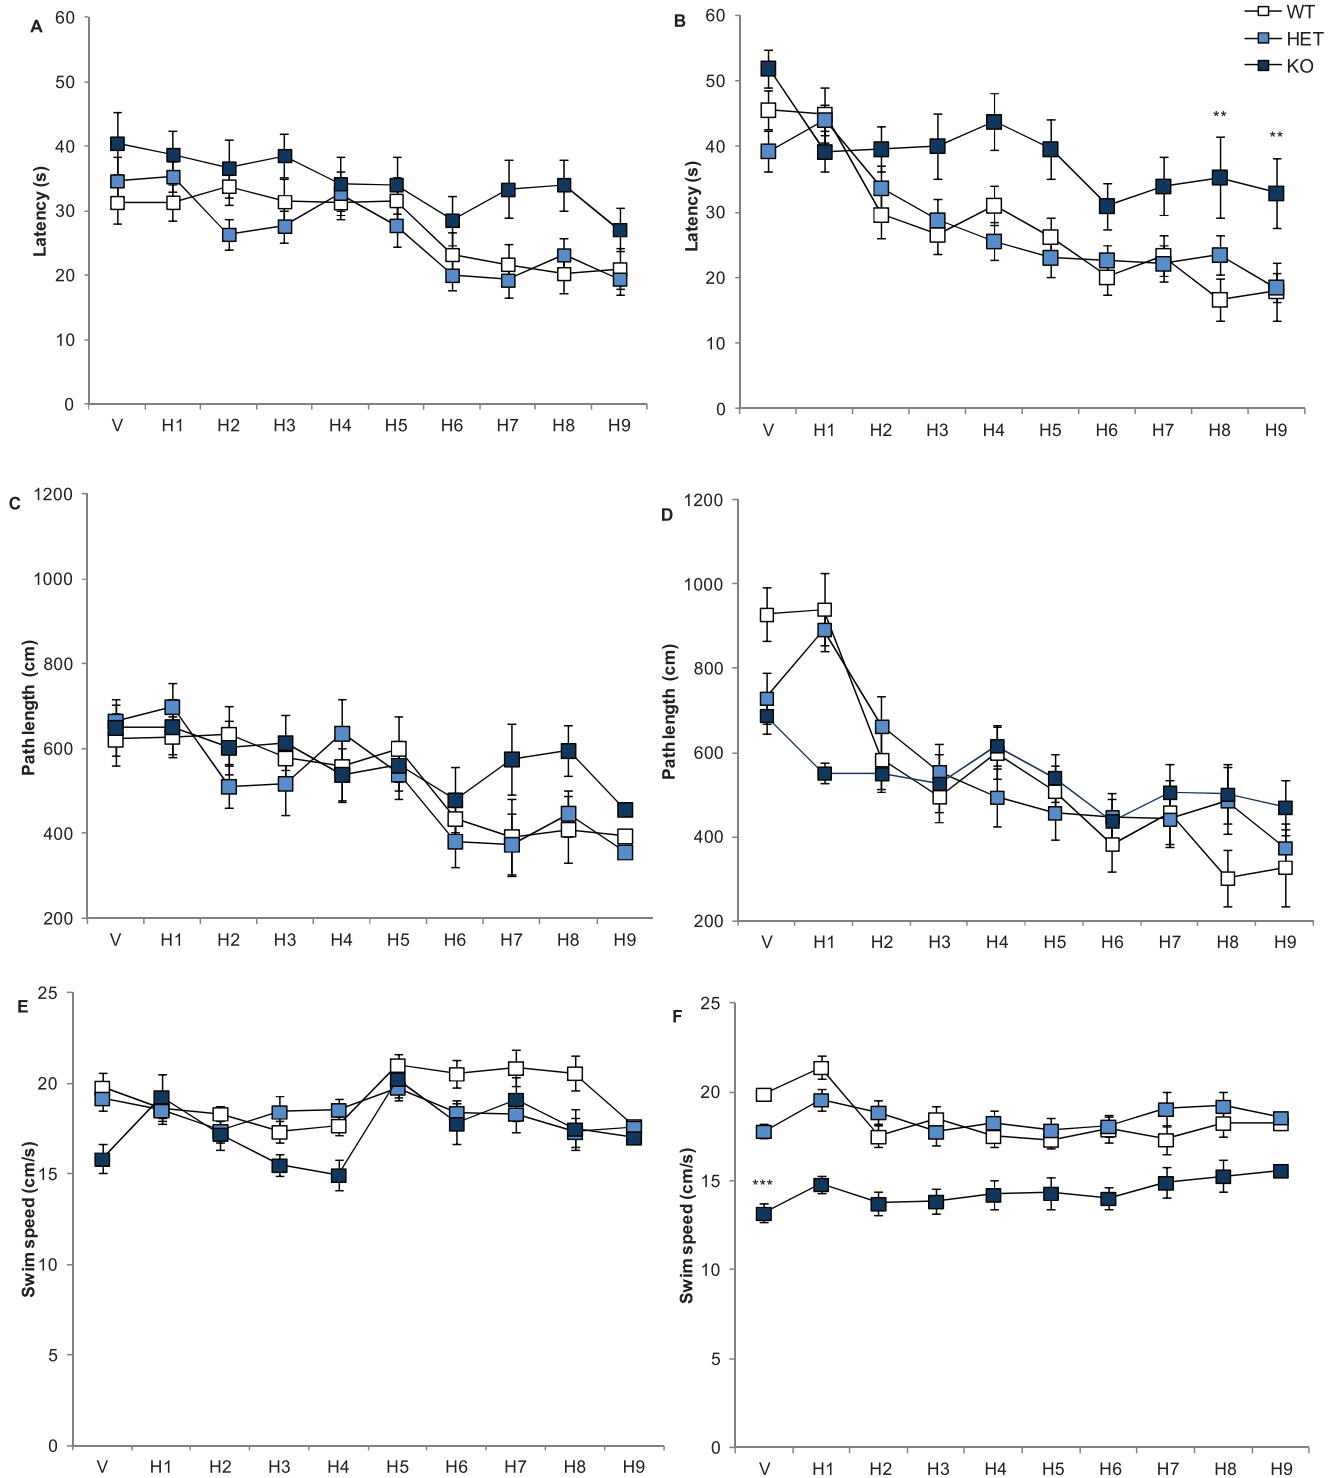 A
60
50
40
30
20
10
0
Latency (s)
V H1 H2 H3 H4 H5 H6 H7 H8 H9
B
60
50
40
30
20
10
0
Latency (s)
V H1 H2 H3 H4 H5 H6 H7 H8 H9
**
**
WT
HET
KO
C
1200
1000
800
600
400
200
Path length (cm)
V H1 H2 H3 H4 H5 H6 H7 H8 H9
D
1200
1000
800
600
400
200
Path length (cm)
V H1 H2 H3 H4 H5 H6 H7 H8 H9
E
25
20
15
10
5
0
Swim speed (cm/s)
V H1 H2 H3 H4 H5 H6 H7 H8 H9
F
25
20
15
10
5
0
Swim speed (cm/s)
***
V H1 H2 H3 H4 H5 H6 H7 H8 H9